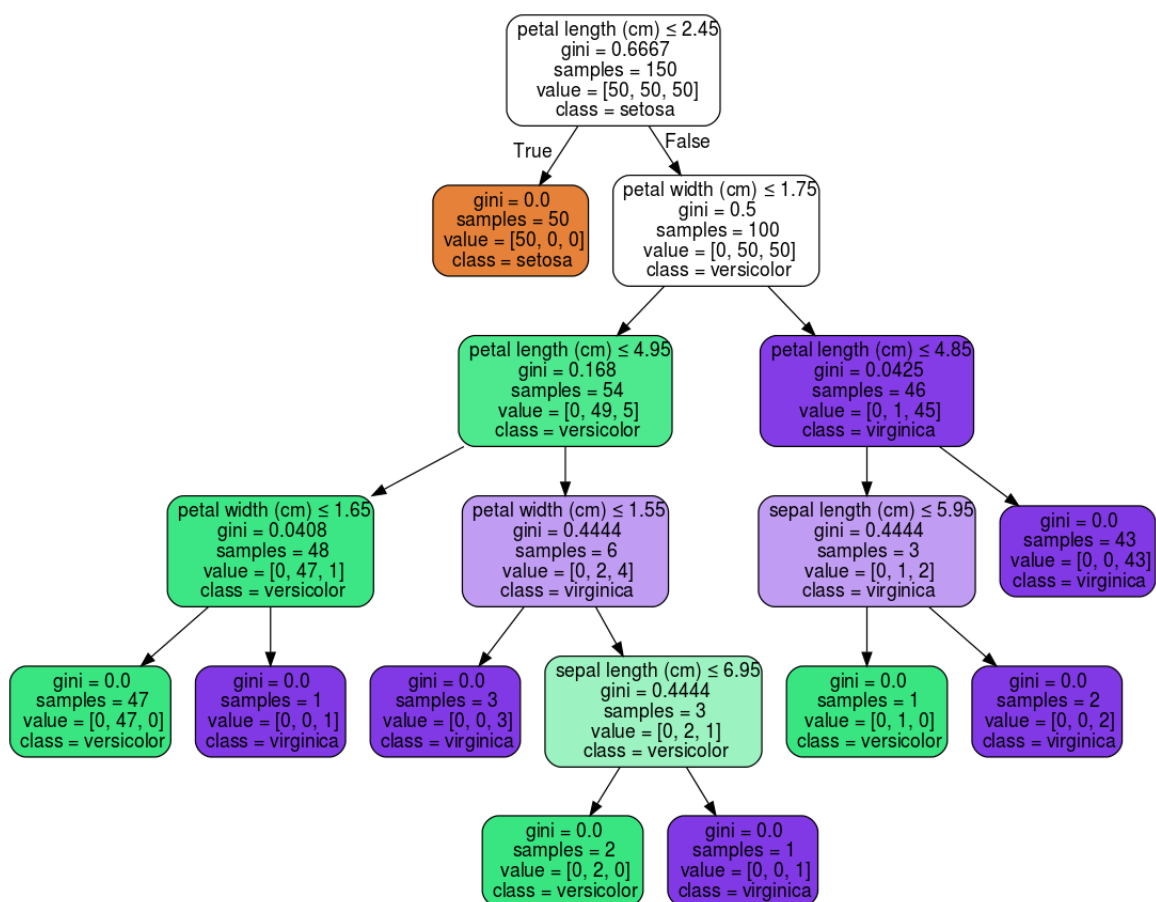 petal length (cm) ≤ 2.45
gini = 0.6667
samples = 150
value = [50, 50, 50]
class = setosa
True
False
gini = 0.0
samples = 50
value = [50, 0, 0]
class = setosa
petal width (cm) ≤ 1.75
gini = 0.5
samples = 100
value = [0, 50, 50]
class = versicolor
petal length (cm) ≤ 4.95
gini = 0.168
samples = 54
value = [0, 49, 5]
class = versicolor
petal length (cm) ≤ 4.85
gini = 0.0425
samples = 46
value = [0, 1, 45]
class = virginica
petal width (cm) ≤ 1.65
gini = 0.0408
samples = 48
value = [0, 47, 1]
class = versicolor
petal width (cm) ≤ 1.55
gini = 0.4444
samples = 6
value = [0, 2, 4]
class = virginica
sepal length (cm) ≤ 5.95
gini = 0.4444
samples = 3
value = [0, 1, 2]
class = virginica
gini = 0.0
samples = 43
value = [0, 0, 43]
class = virginica
gini = 0.0
samples = 47
value = [0, 47, 0]
class = versicolor
gini = 0.0
samples = 1
value = [0, 0, 1]
class = virginica
gini = 0.0
samples = 3
value = [0, 0, 3]
class = virginica
sepal length (cm) ≤ 6.95
gini = 0.4444
samples = 3
value = [0, 2, 1]
class = versicolor
gini = 0.0
samples = 1
value = [0, 1, 0]
class = versicolor
gini = 0.0
samples = 2
value = [0, 0, 2]
class = virginica
gini = 0.0
samples = 2
value = [0, 2, 0]
class = versicolor
gini = 0.0
samples = 1
value = [0, 0, 1]
class = virginica